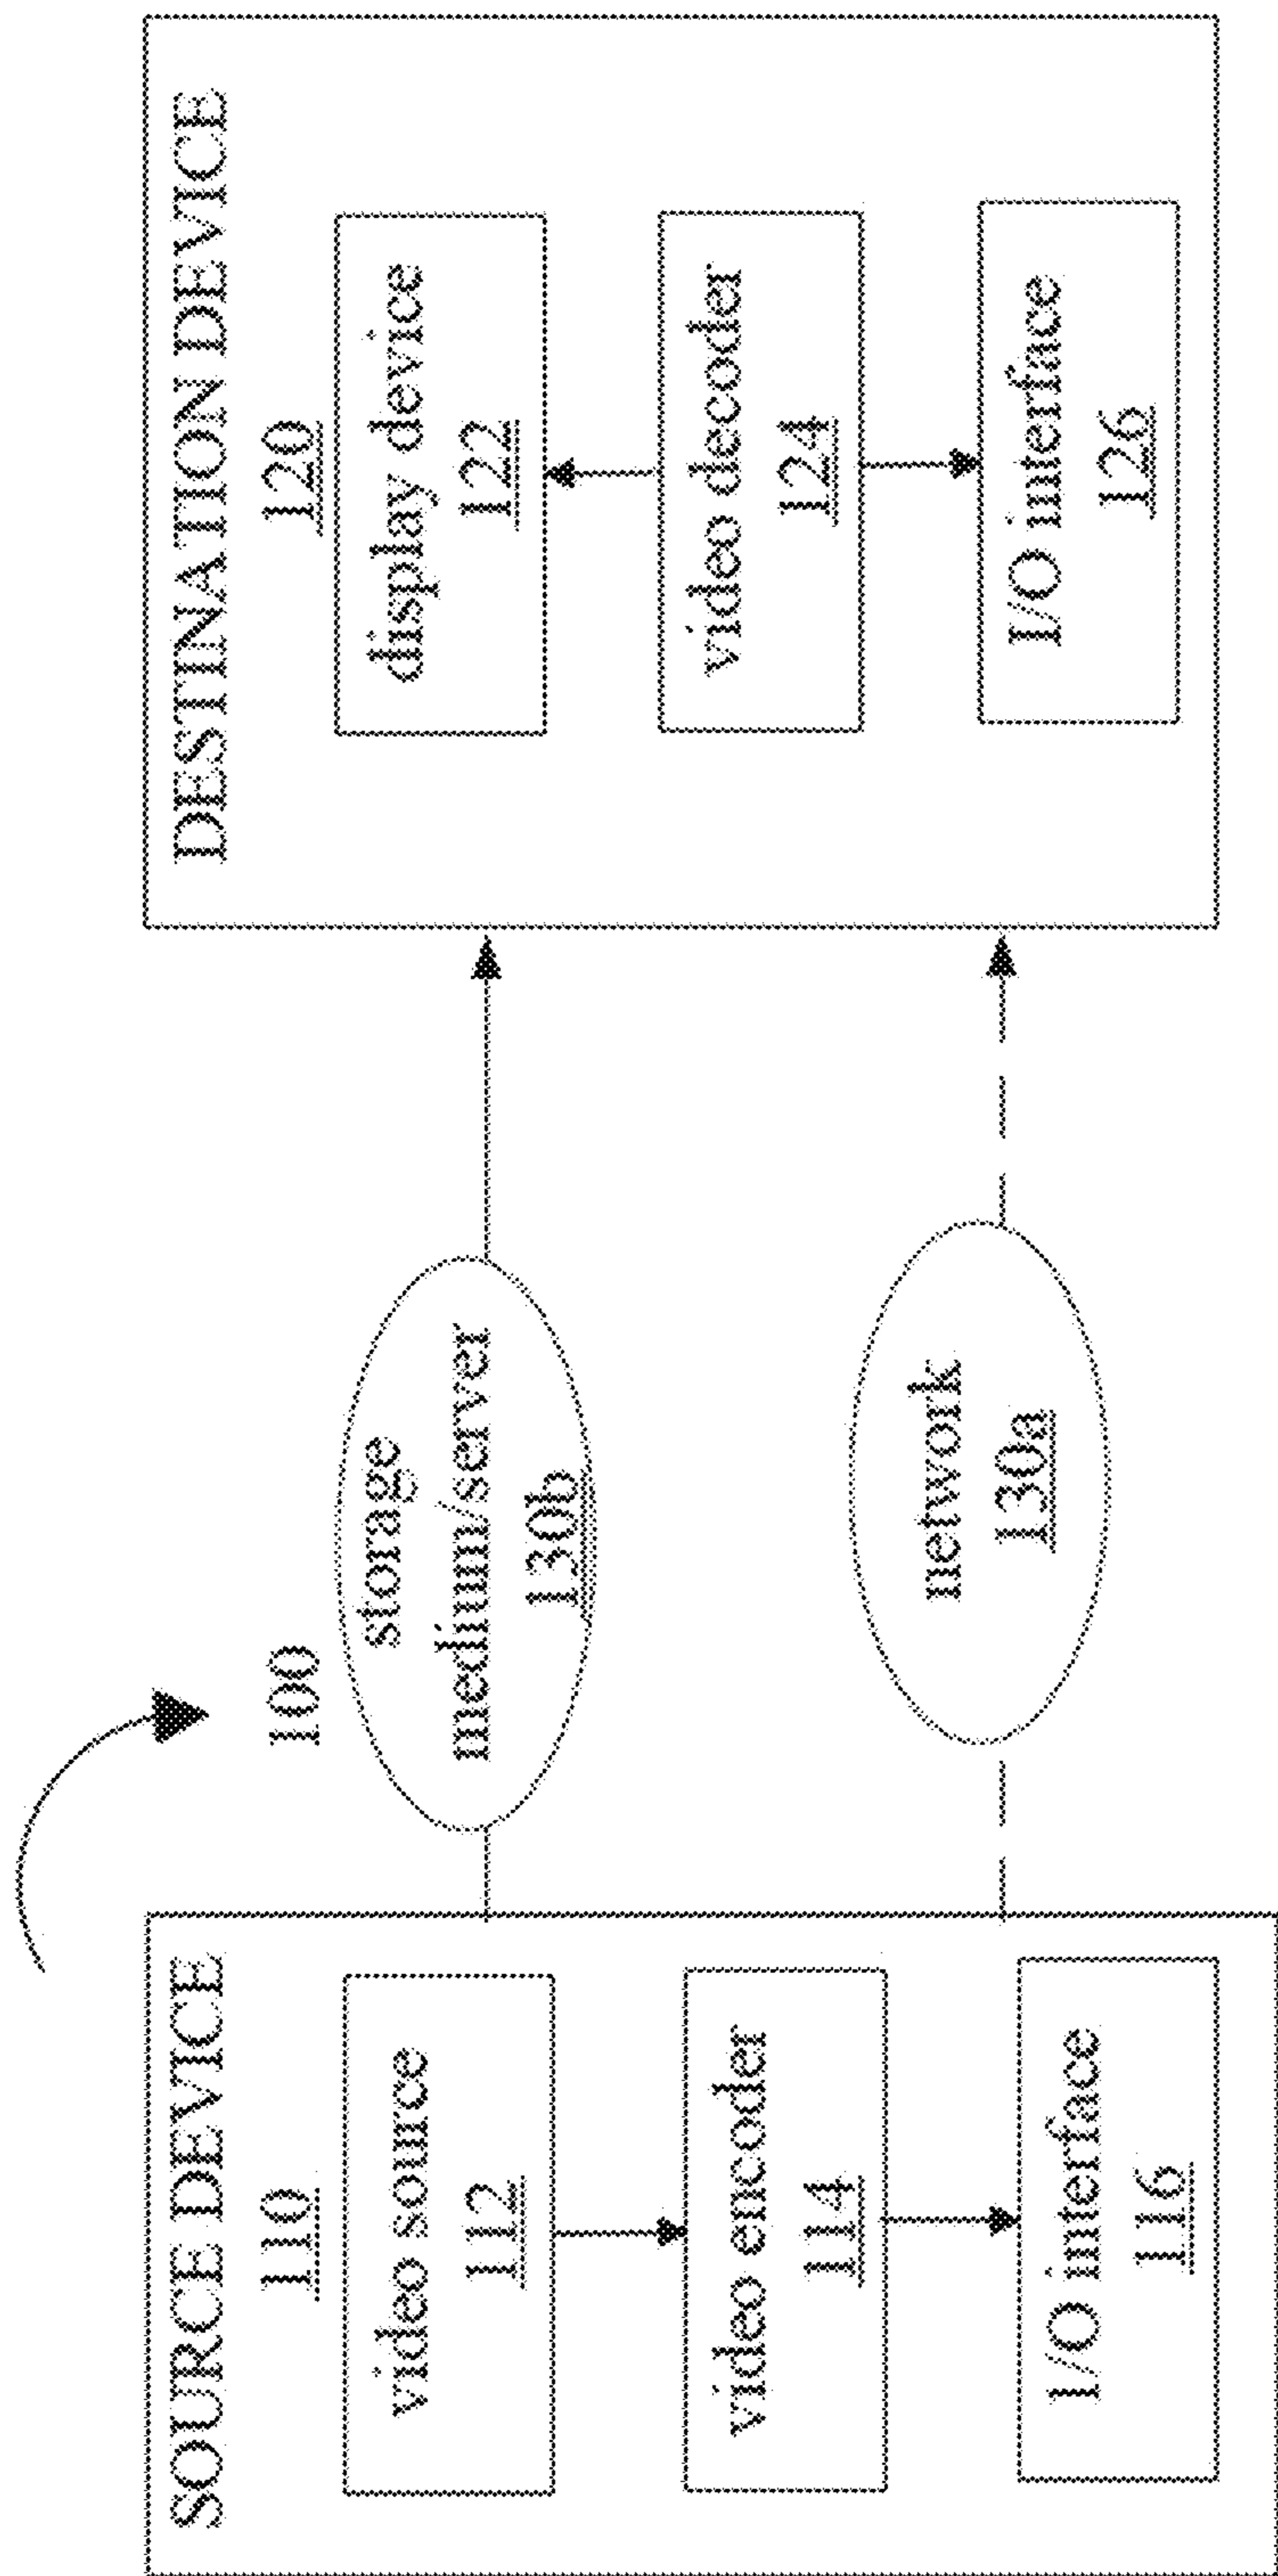 100
SOURCE DEVICE
110
video source
112
video encoder
114
I/O interface
116
storage
medium/server
130b
network
130a
DESTINATION DEVICE
120
display device
122
video decoder
124
I/O interface
126